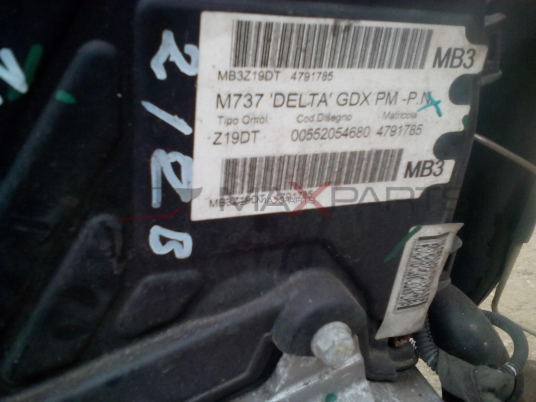 MB3
MB3Z19DT 4791785
M737 'DELTA' GDX PM -P.N
Tipo Omol Cod Disegno Matricola
Z19DT 00552054680 4791785
MB3
MAXPARTS